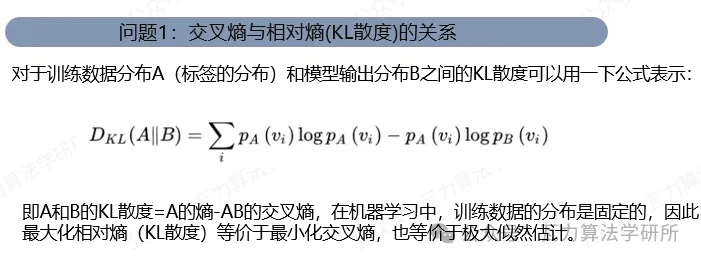 问题1：交叉熵与相对熵(KL散度)的关系
对于训练数据分布A（标签的分布）和模型输出分布B之间的KL散度可以用一下公式表示：
D_{KL}(A∥B) = ∑_i p_A (v_i) log p_A (v_i) − p_A (v_i) log p_B (v_i)
即A和B的KL散度=A的熵-AB的交叉熵，在机器学习中，训练数据的分布是固定的，因此
最大化相对熵（KL散度）等价于最小化交叉熵，也等价于极大似然估计。